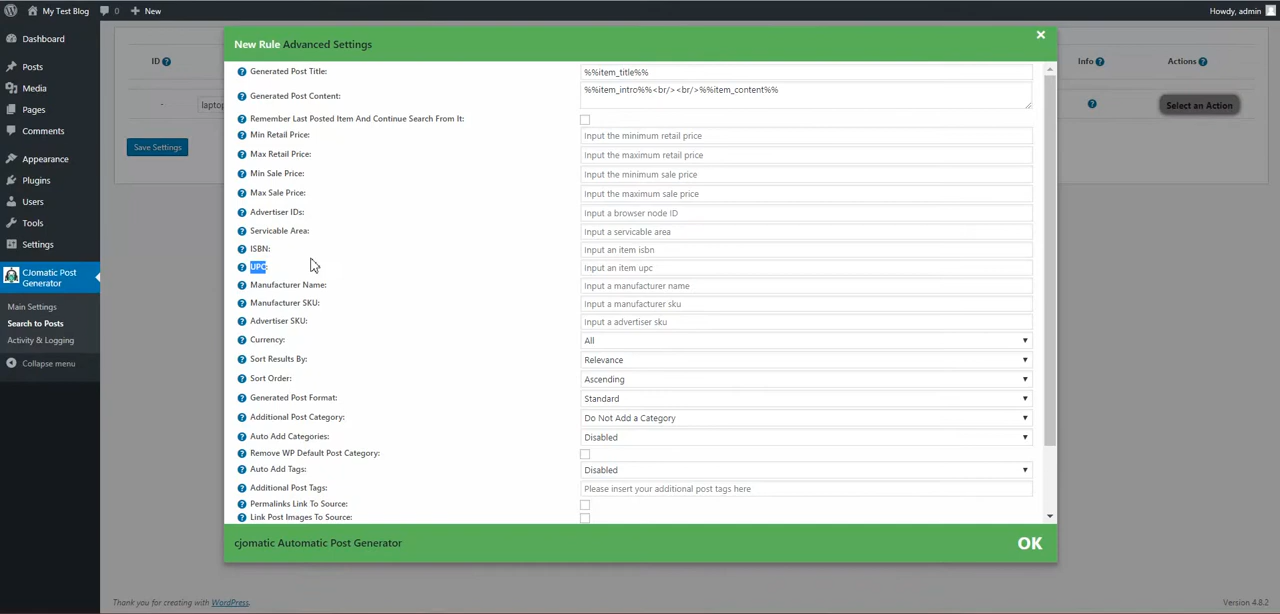 My Test Blog 0 New Howdy, admin
Dashboard
Posts
Media
Pages
Comments
Appearance
Plugins
Users
Tools
Settings
CJomatic Post Generator
Main Settings
Search to Posts
Activity & Logging
Collapse menu
ID Info Actions
- laptop Select an Action
Save Settings
New Rule Advanced Settings ×
Generated Post Title: %%item_title%%
Generated Post Content: %%item_intro%%<br/><br/>%%item_content%%
Remember Last Posted Item And Continue Search From It:
Min Retail Price: Input the minimum retail price
Max Retail Price: Input the maximum retail price
Min Sale Price: Input the minimum sale price
Max Sale Price: Input the maximum sale price
Advertiser IDs: Input a browser node ID
Servicable Area: Input a servicable area
ISBN: Input an item isbn
UPC: Input an item upc
Manufacturer Name: Input a manufacturer name
Manufacturer SKU: Input a manufacturer sku
Advertiser SKU: Input a advertiser sku
Currency: All
Sort Results By: Relevance
Sort Order: Ascending
Generated Post Format: Standard
Additional Post Category: Do Not Add a Category
Auto Add Categories: Disabled
Remove WP Default Post Category:
Auto Add Tags: Disabled
Additional Post Tags: Please insert your additional post tags here
Permalinks Link To Source:
Link Post Images To Source:
cjomatic Automatic Post Generator OK
Thank you for creating with WordPress. Version 4.8.2